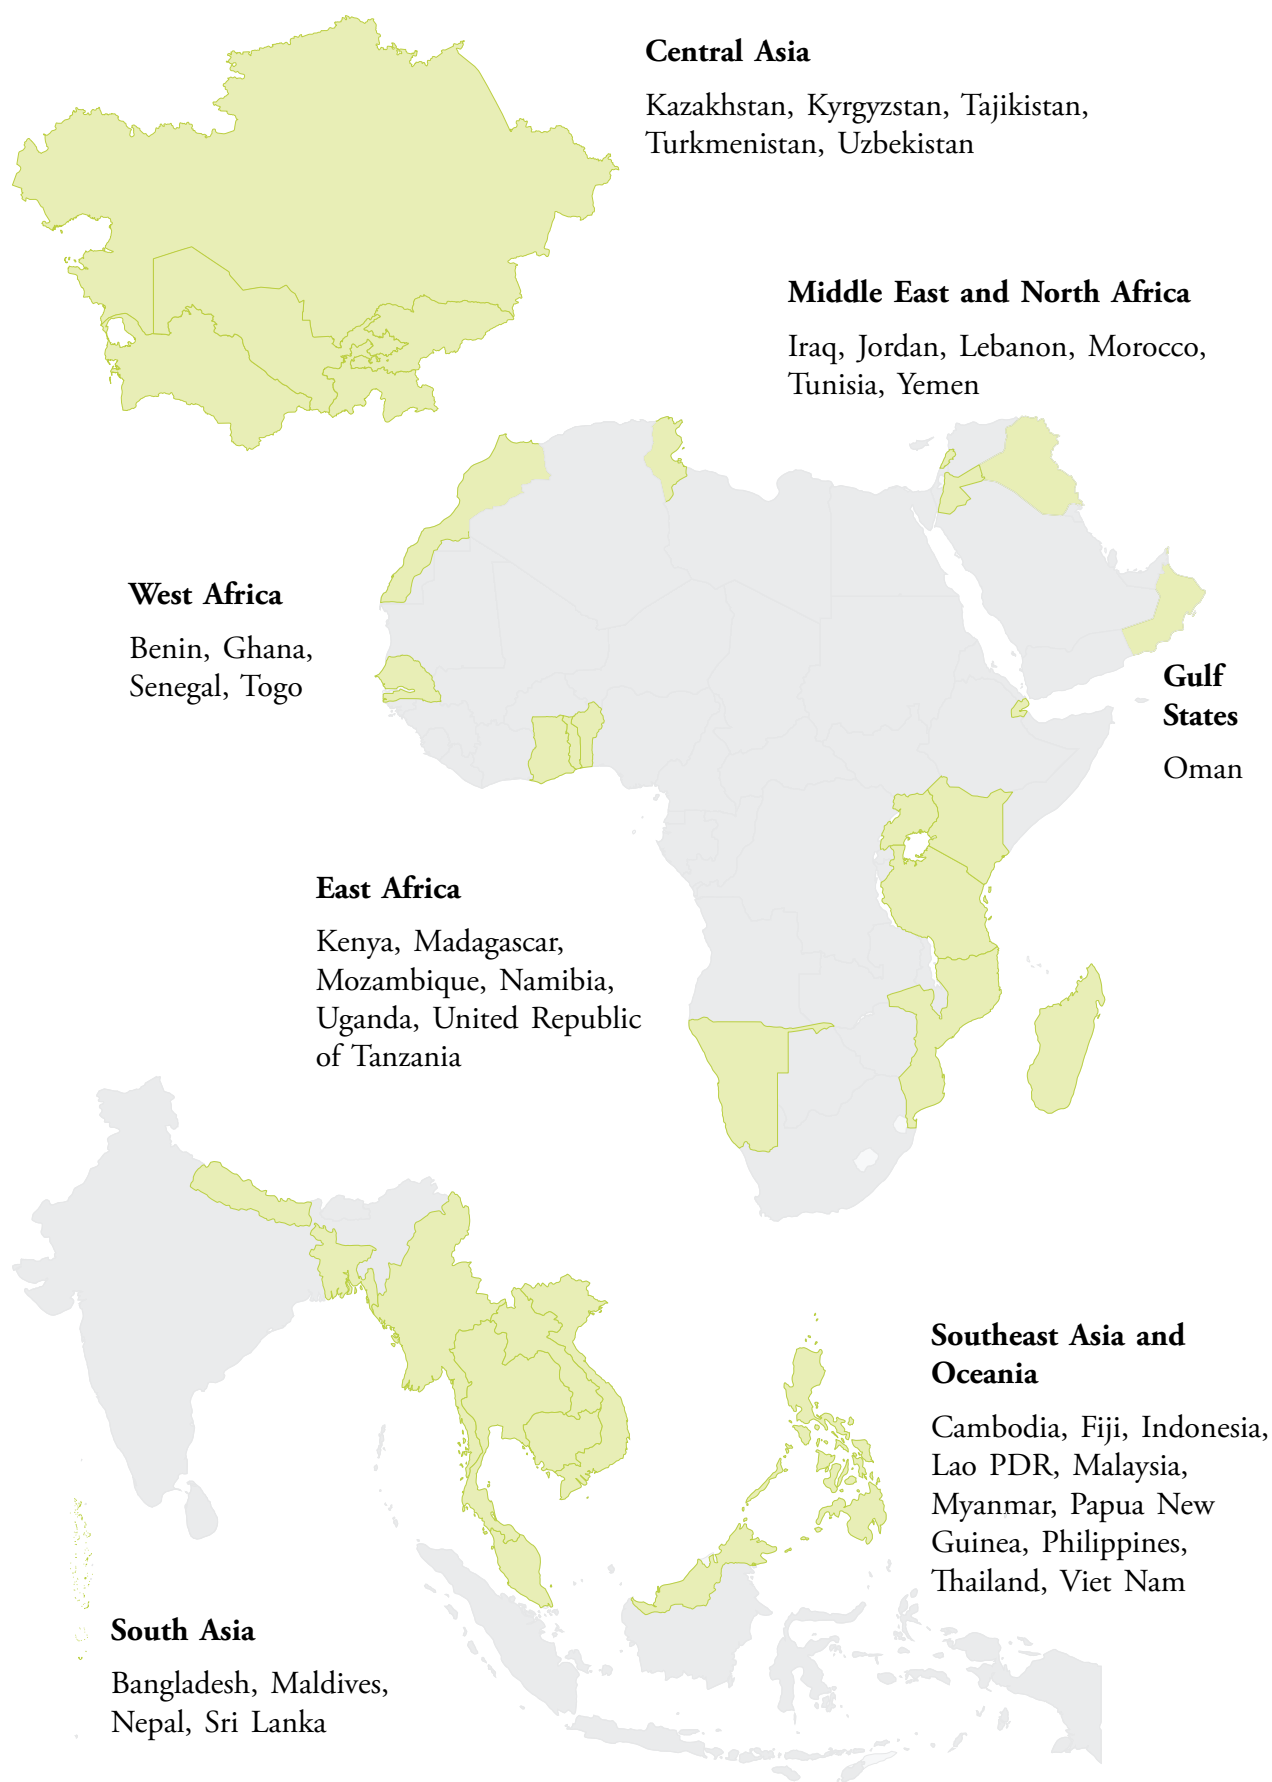 Central Asia
Kazakhstan, Kyrgyzstan, Tajikistan,
Turkmenistan, Uzbekistan
Middle East and North Africa
Iraq, Jordan, Lebanon, Morocco,
Tunisia, Yemen
West Africa
Benin, Ghana,
Senegal, Togo
Gulf
States
Oman
East Africa
Kenya, Madagascar,
Mozambique, Namibia,
Uganda, United Republic
of Tanzania
Southeast Asia and
Oceania
Cambodia, Fiji, Indonesia,
Lao PDR, Malaysia,
Myanmar, Papua New
Guinea, Philippines,
Thailand, Viet Nam
South Asia
Bangladesh, Maldives,
Nepal, Sri Lanka